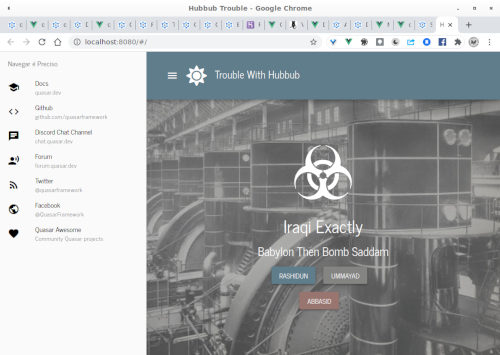 Hubbub Trouble - Google Chrome
localhost:8080/#/
Navegar é Preciso
Docs
quasar.dev
Github
github.com/quasarframework
Discord Chat Channel
chat.quasar.dev
Forum
forum.quasar.dev
Twitter
@quasarframework
Facebook
@QuasarFramework
Quasar Awesome
Community Quasar projects
Trouble With Hubbub
Iraqi Exactly
Babylon Then Bomb Saddam
RASHIDUN
UMMAYAD
ABBASID